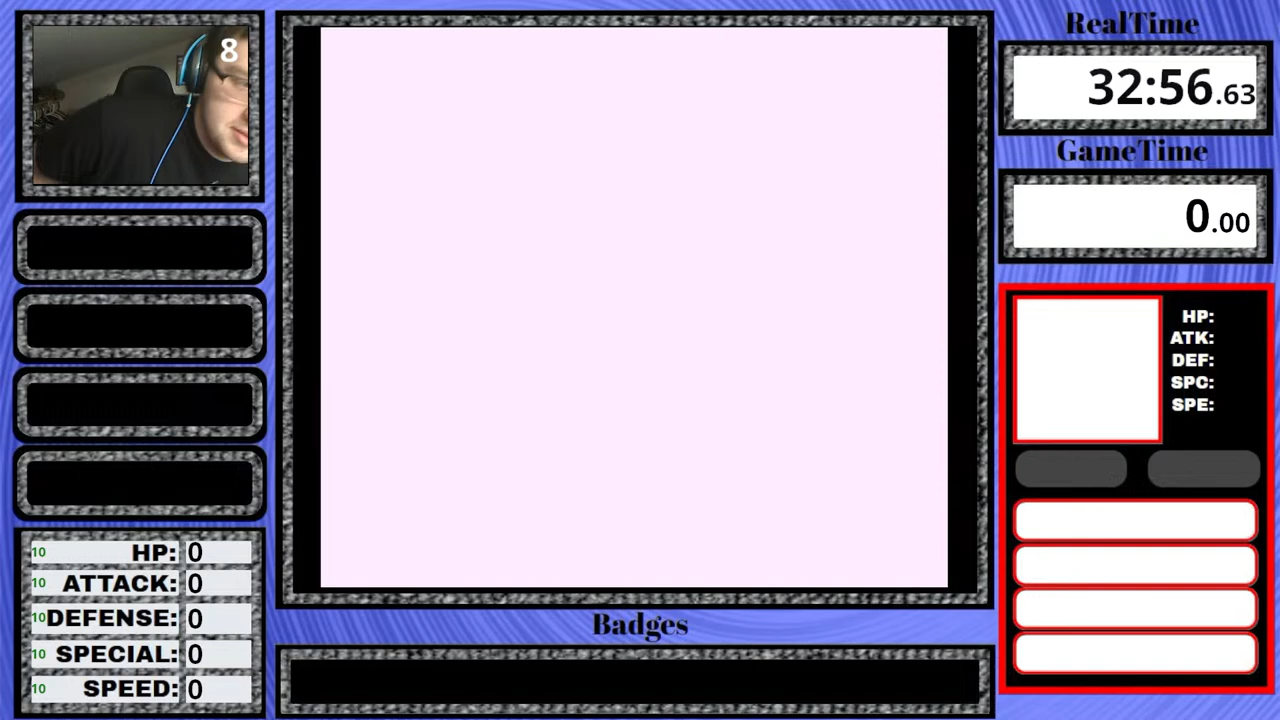 8
RealTime
32:56.63
GameTime
0.00
HP:
ATK:
DEF:
SPC:
SPE:
10 HP: 0
10 ATTACK: 0
10 DEFENSE: 0
10 SPECIAL: 0
10 SPEED: 0
Badges